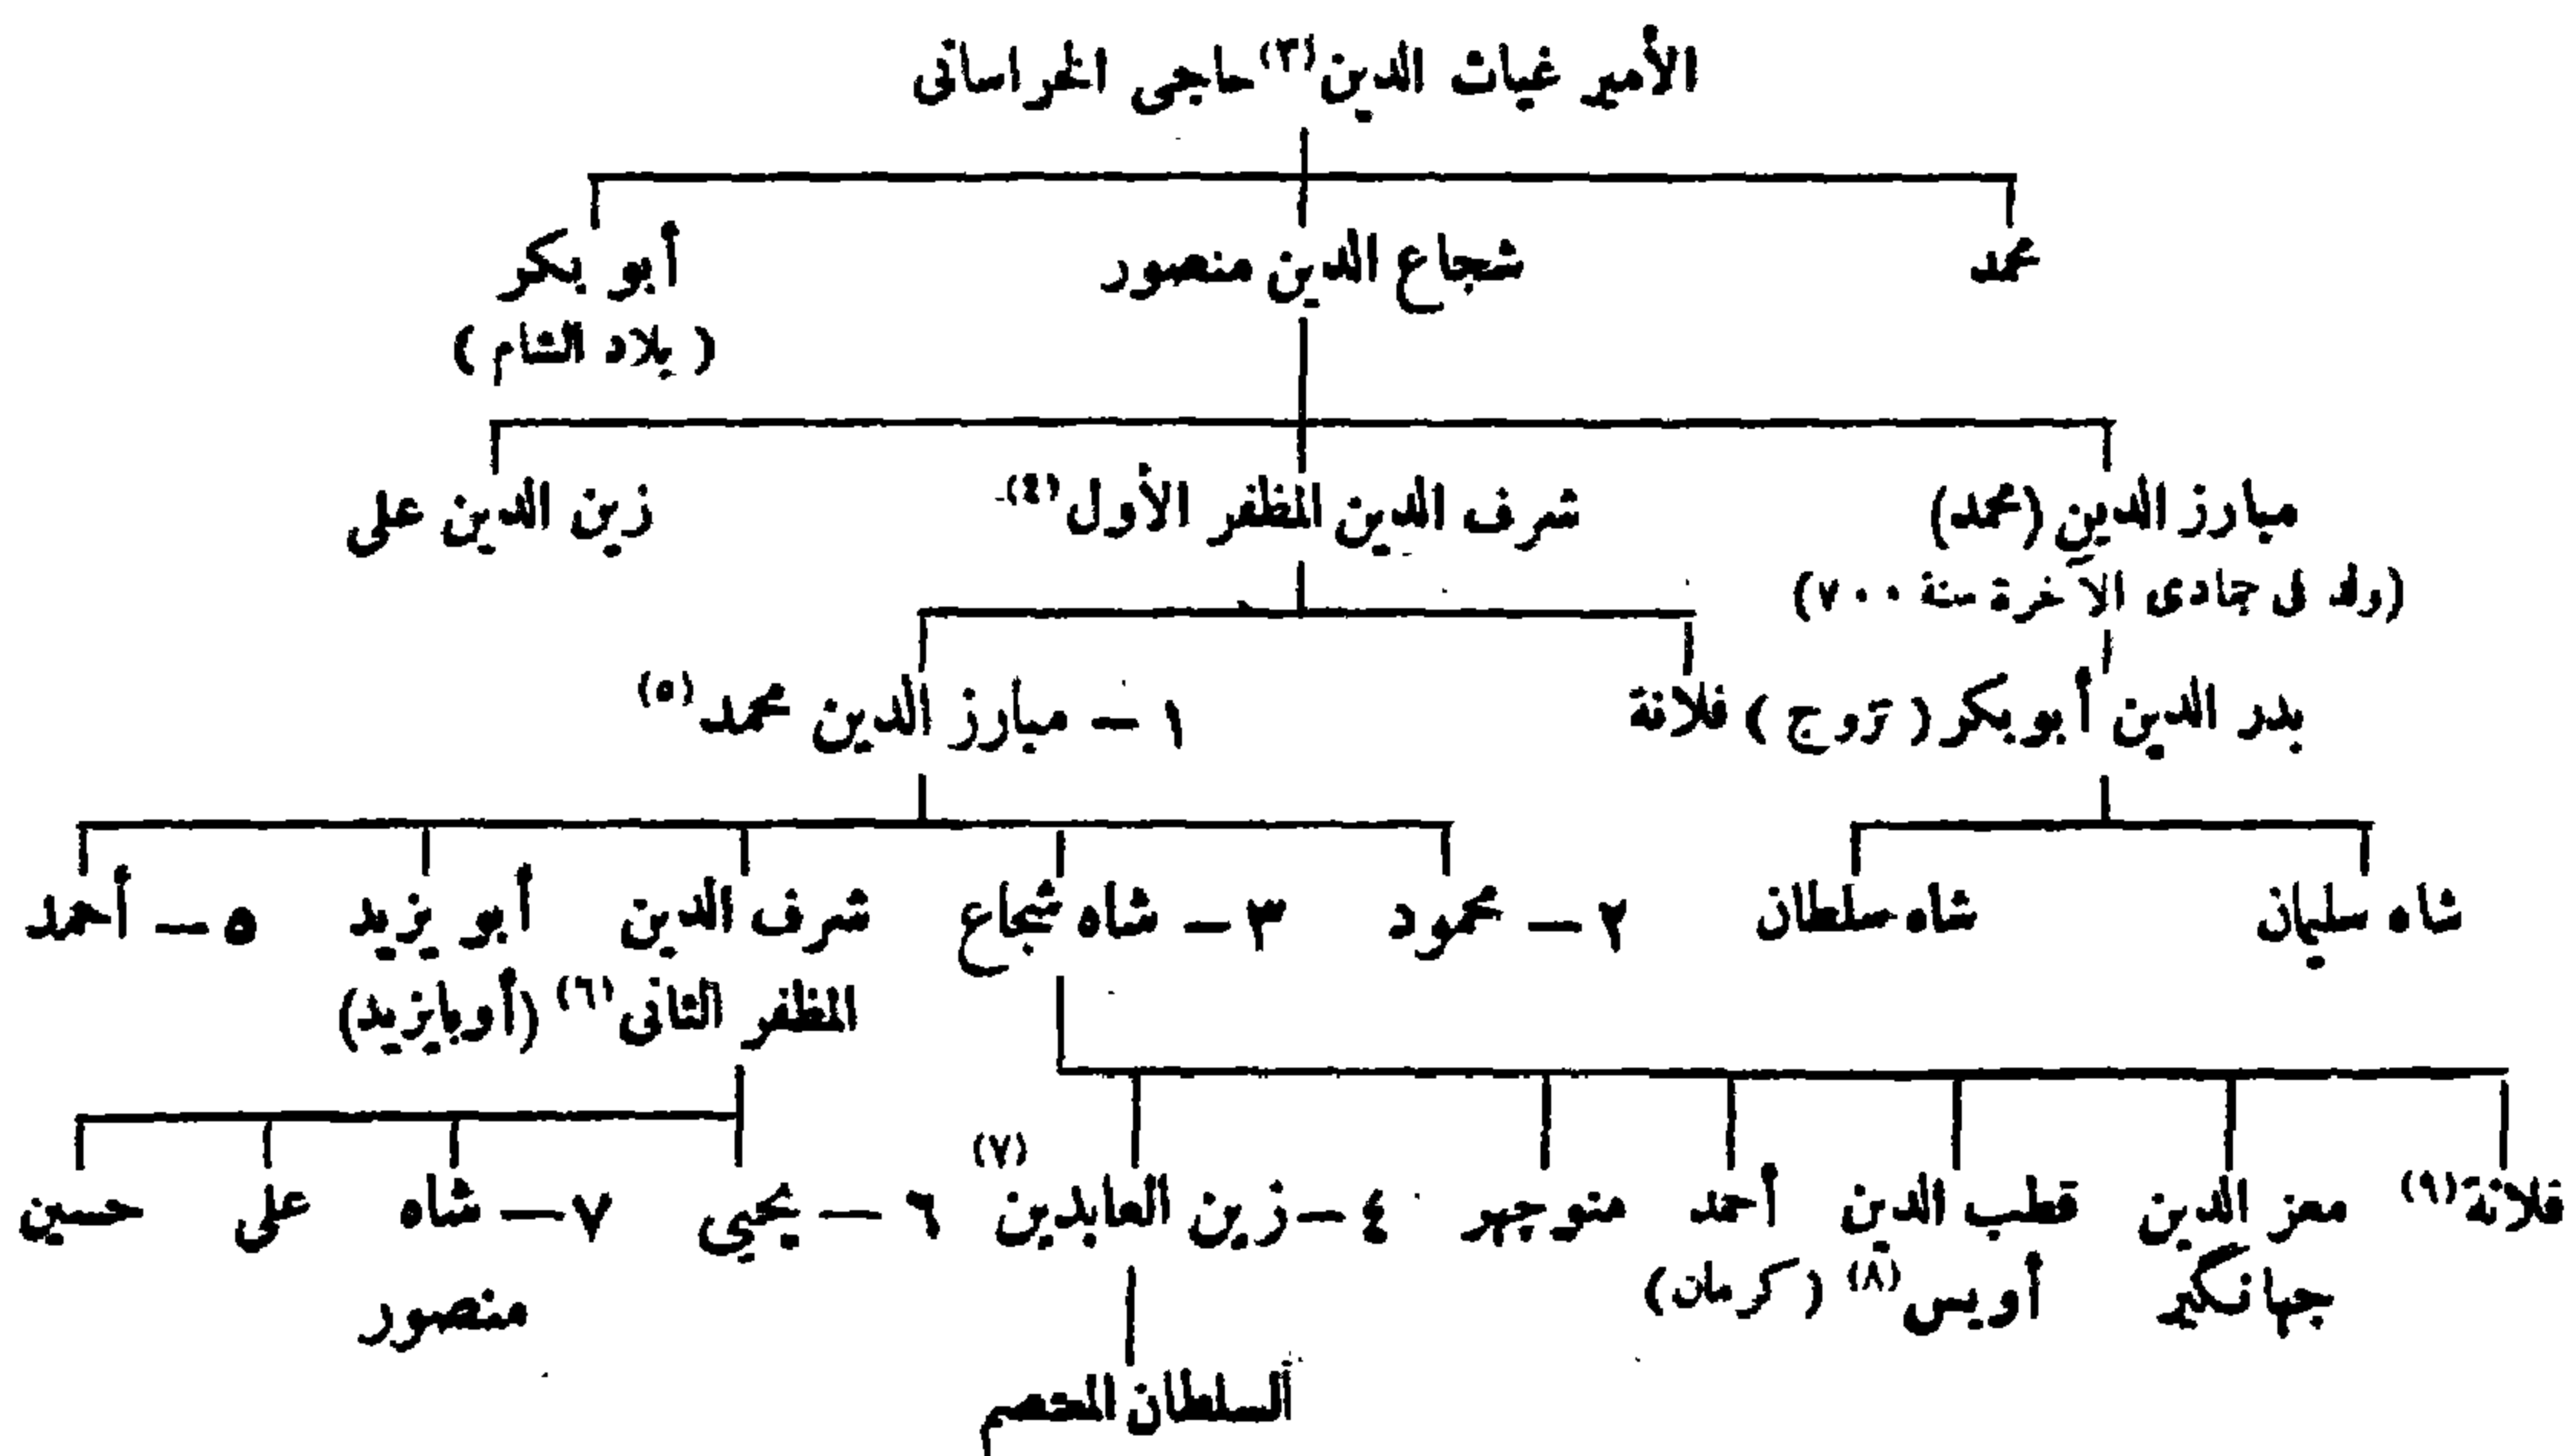 الأمير غياث الدين (٣) حاجى الخراسانى
محمد شجاع الدين منصور أبو بكر
( بلاد الشام )
مبارز الدين (محمد) شرف الدين المظفر الأول (٤) زين الدين على
(ولد فى جمادى الآخرة سنة ٧٠٠)
بدر الدين أبو بكر ( تزوج ) فلانة ١ – مبارز الدين محمد (٥)
شاه سليمان شاه سلطان ٢ – محمود ٣ – شاه شجاع شرف الدين أبو يزيد ٥ – أحمد
المظفر الثانى (٦) (أو بايزيد)
فلانة (٩) معز الدين قطب الدين أحمد منوجهر ٤ – زين العابدين (٧) ٦ – يحيى ٧ – شاه على حسين
جهانكير أويس (٨) (كرمان) منصور
السلطان المعتصم